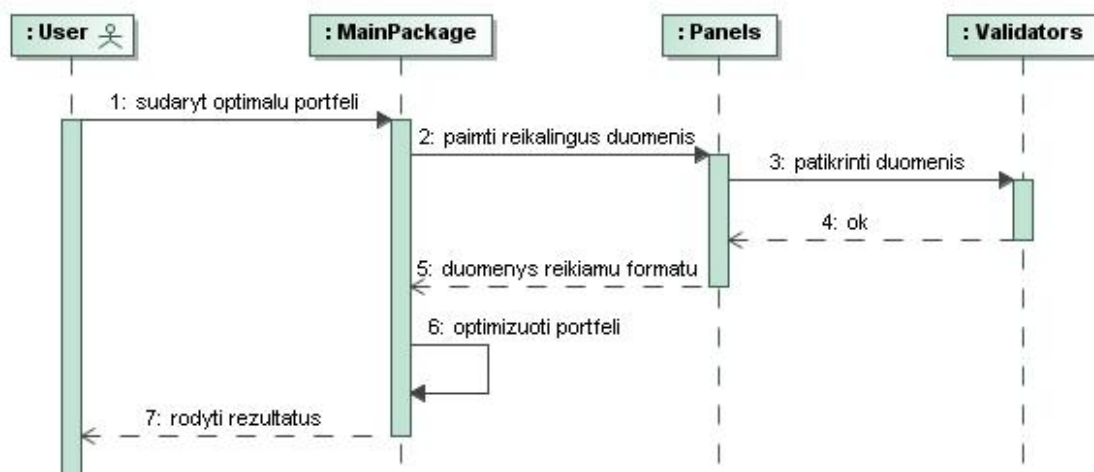 : User
: MainPackage
: Panels
: Validators
1: sudaryt optimalu portfeli
2: paimti reikalingus duomenis
3: patikrinti duomenis
4: ok
5: duomenys reikiamu formatu
6: optimizuoti portfeli
7: rodyti rezultatus